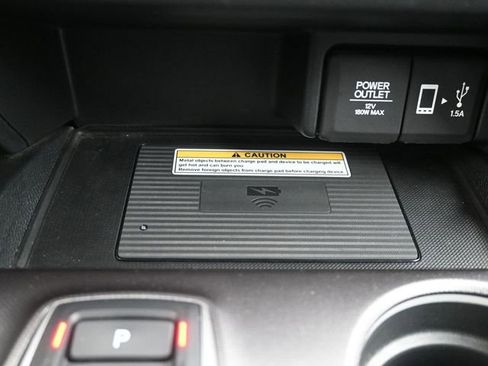 POWER
OUTLET
12V
180W MAX
1.5A
CAUTION
Metal objects between charge pad and device to be charged will
get hot and can burn you.
Remove foreign objects from charge pad before charging device.
P